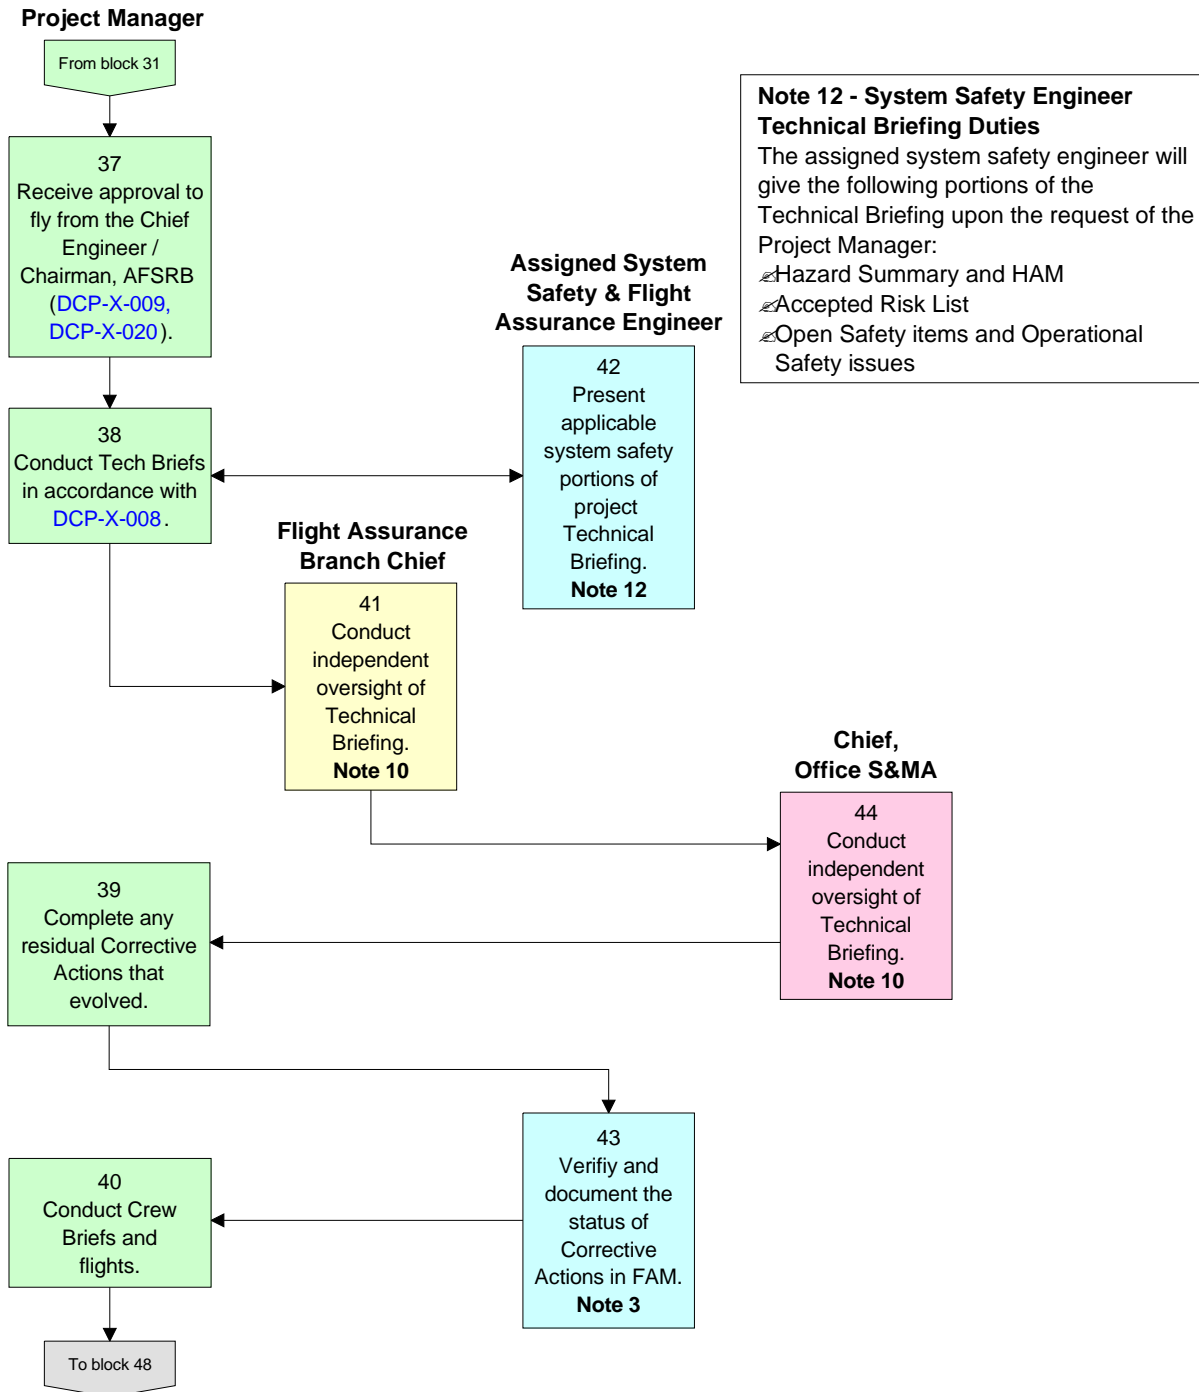 Project Manager
From block 31
37
Receive approval to
fly from the Chief
Engineer /
Chairman, AFSRB
(DCP-X-009,
DCP-X-020).
38
Conduct Tech Briefs
in accordance with
DCP-X-008.
Note 12 - System Safety Engineer
Technical Briefing Duties
The assigned system safety engineer will
give the following portions of the
Technical Briefing upon the request of the
Project Manager:
Hazard Summary and HAM
Accepted Risk List
Open Safety items and Operational
Safety issues
Assigned System
Safety & Flight
Assurance Engineer
42
Present
applicable
system safety
portions of
project
Technical
Briefing.
Note 12
Flight Assurance
Branch Chief
41
Conduct
independent
oversight of
Technical
Briefing.
Note 10
Chief,
Office S&MA
44
Conduct
independent
oversight of
Technical
Briefing.
Note 10
39
Complete any
residual Corrective
Actions that
evolved.
43
Verifiy and
document the
status of
Corrective
Actions in FAM.
Note 3
40
Conduct Crew
Briefs and
flights.
To block 48